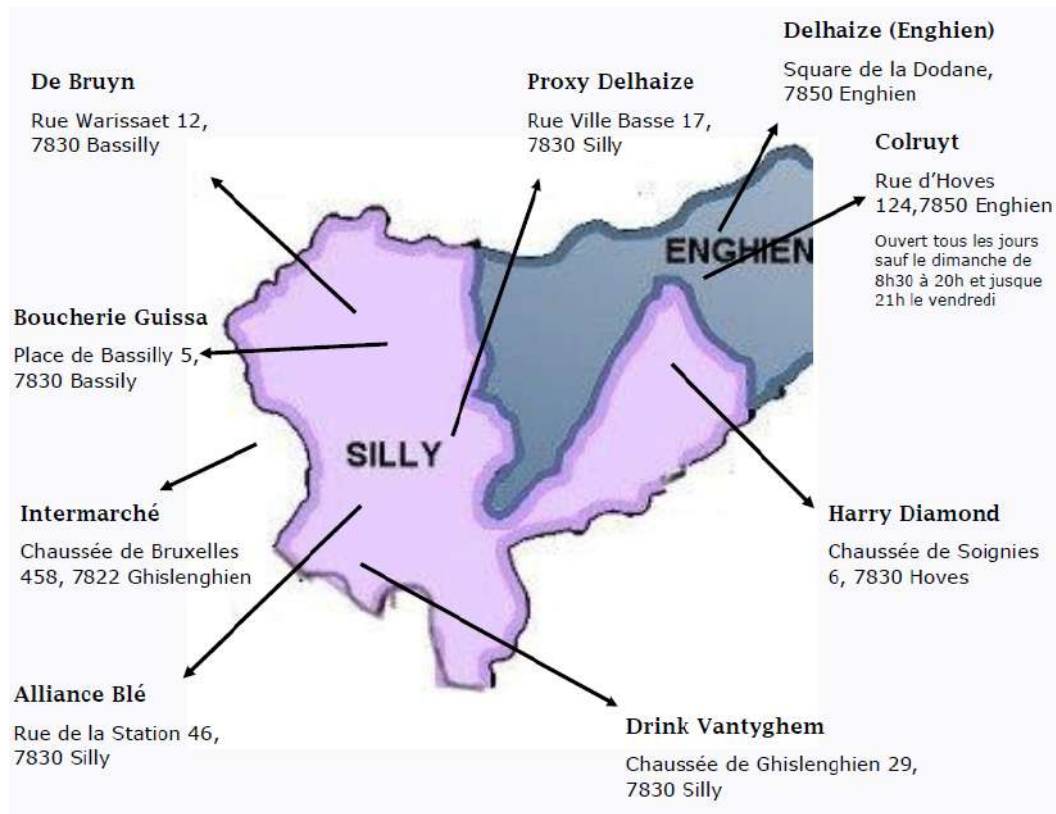 Delhaize (Enghien)
Square de la Dodane,
7850 Enghien
De Bruyn
Rue Warissaet 12,
7830 Bassilly
Proxy Delhaize
Rue Ville Basse 17,
7830 Silly
Colruyt
Rue d'Hoves
124,7850 Enghien
Ouvert tous les jours
sauf le dimanche de
8h30 à 20h et jusque
21h le vendredi
ENGHIEN
Boucherie Guissa
Place de Bassilly 5,
7830 Bassily
SILLY
Intermarché
Chaussée de Bruxelles
458, 7822 Ghislenghien
Harry Diamond
Chaussée de Soignies
6, 7830 Hoves
Alliance Blé
Rue de la Station 46,
7830 Silly
Drink Vantyghem
Chaussée de Ghislenghien 29,
7830 Silly